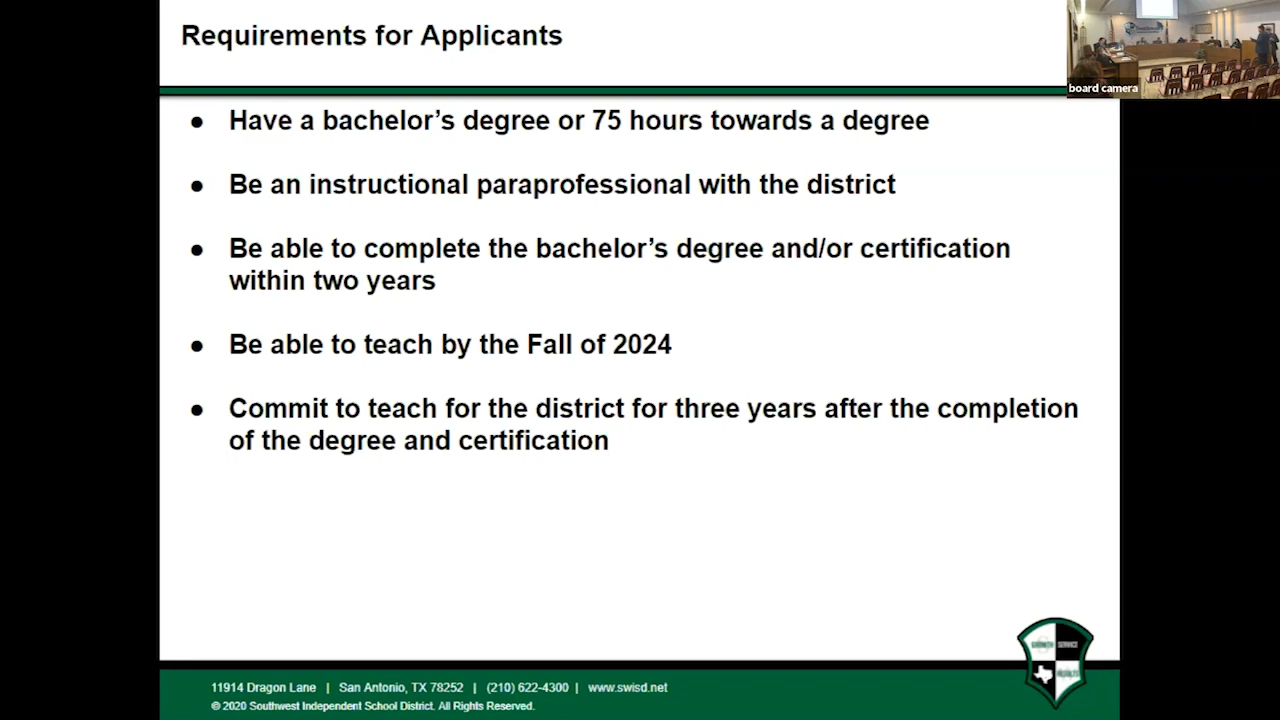 Requirements for Applicants
board camera
● Have a bachelor's degree or 75 hours towards a degree
● Be an instructional paraprofessional with the district
● Be able to complete the bachelor's degree and/or certification
within two years
● Be able to teach by the Fall of 2024
● Commit to teach for the district for three years after the completion
of the degree and certification
11914 Dragon Lane | San Antonio, TX 78252 | (210) 622-4300 | www.swisd.net
© 2020 Southwest Independent School District. All Rights Reserved.
SERVICE